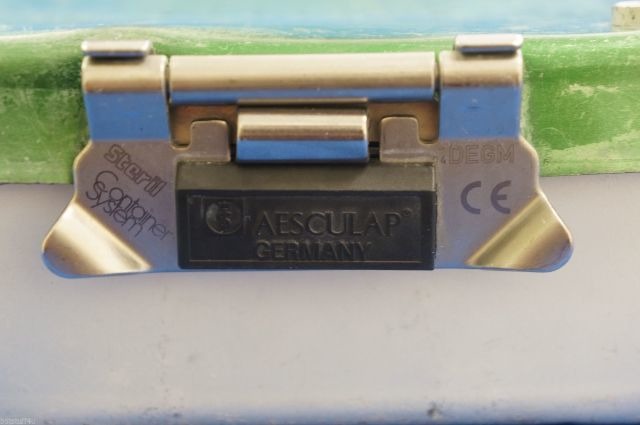 Steril
Container
System
AESCULAP®
GERMANY
DEGM
CE